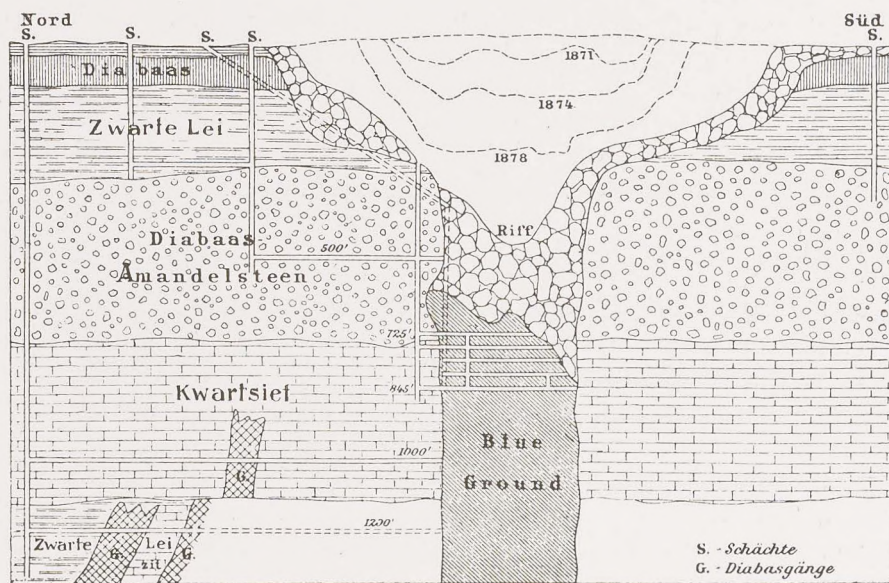 Nord Süd
S. S. S. S. S.
1871
Diabaas
1874
Zwarte Lei
1878
Riff
Diabaas-
500'
Amandelsteen
725'
845'
Kwartsiet
Blue
1000'
G. Ground
1200'
Zwarte G. Lei G.
zit
S. - Schächte
G. - Diabasgänge